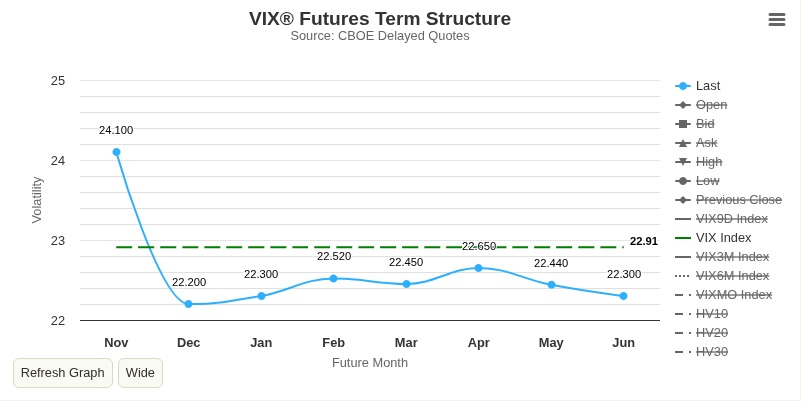 VIX® Futures Term Structure
Source: CBOE Delayed Quotes
25
24
23
22
Volatility
24.100
22.200
22.300
22.520
22.450
22.650
22.440
22.300
22.91
Nov
Dec
Jan
Feb
Mar
Apr
May
Jun
Future Month
Last
Open
Bid
Ask
High
Low
Previous Close
VIX9D Index
VIX Index
VIX3M Index
VIX6M Index
VIXMO Index
HV10
HV20
HV30
Refresh Graph
Wide